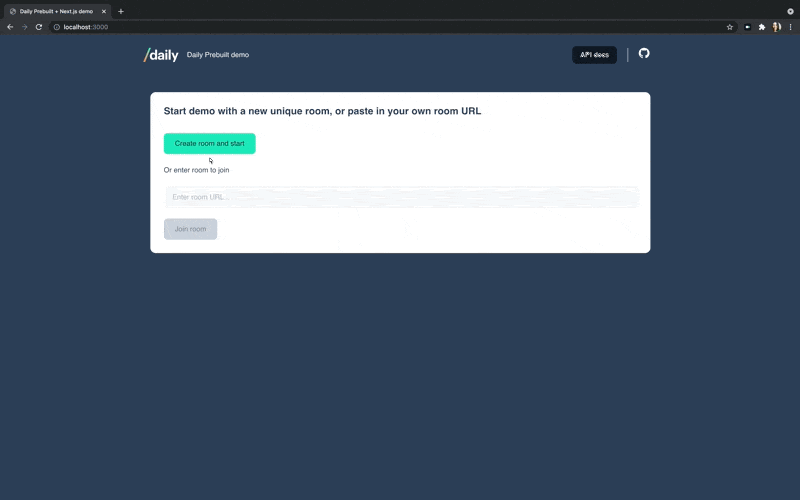 Daily Prebuilt + Next.js demo
localhost:3000
/daily
Daily Prebuilt demo
API docs
Start demo with a new unique room, or paste in your own room URL
Create room and start
Or enter room to join
Enter room URL...
Join room